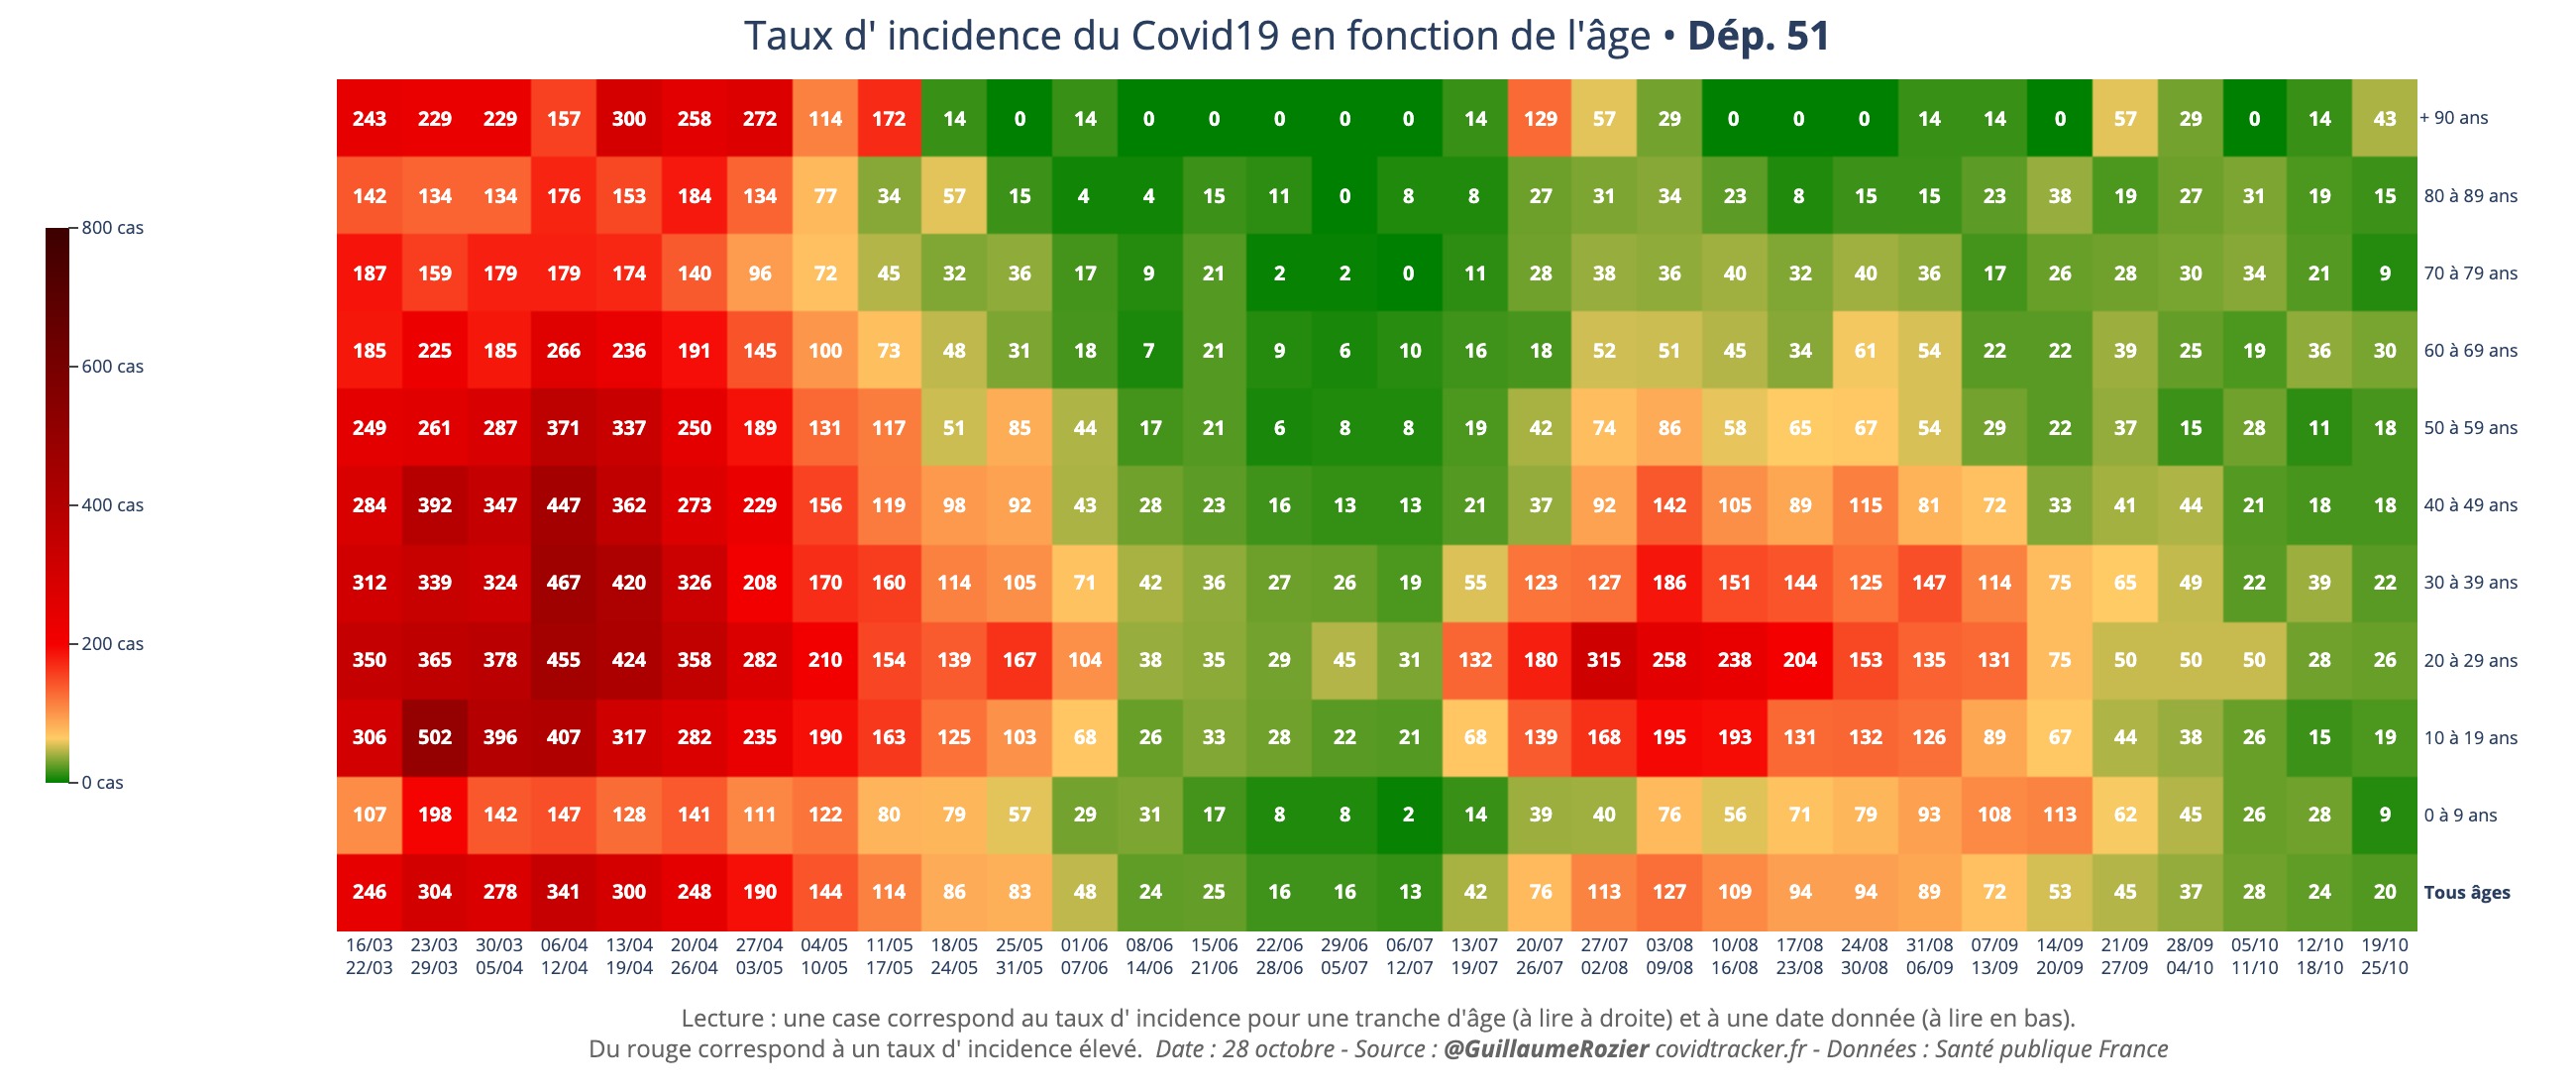 Taux d' incidence du Covid19 en fonction de l'âge • Dép. 51
800 cas
600 cas
400 cas
200 cas
0 cas
243 229 229 157 300 258 272 114 172 14 0 14 0 0 0 0 0 14 129 57 29 0 0 0 14 14 0 57 29 0 14 43 + 90 ans
142 134 134 176 153 184 134 77 34 57 15 4 4 15 11 0 8 8 27 31 34 23 8 15 15 23 38 19 27 31 19 15 80 à 89 ans
187 159 179 179 174 140 96 72 45 32 36 17 9 21 2 2 0 11 28 38 36 40 32 40 36 17 26 28 30 34 21 9 70 à 79 ans
185 225 185 266 236 191 145 100 73 48 31 18 7 21 9 6 10 16 18 52 51 45 34 61 54 22 22 39 25 19 36 30 60 à 69 ans
249 261 287 371 337 250 189 131 117 51 85 44 17 21 6 8 8 19 42 74 86 58 65 67 54 29 22 37 15 28 11 18 50 à 59 ans
284 392 347 447 362 273 229 156 119 98 92 43 28 23 16 13 13 21 37 92 142 105 89 115 81 72 33 41 44 21 18 18 40 à 49 ans
312 339 324 467 420 326 208 170 160 114 105 71 42 36 27 26 19 55 123 127 186 151 144 125 147 114 75 65 49 22 39 22 30 à 39 ans
350 365 378 455 424 358 282 210 154 139 167 104 38 35 29 45 31 132 180 315 258 238 204 153 135 131 75 50 50 50 28 26 20 à 29 ans
306 502 396 407 317 282 235 190 163 125 103 68 26 33 28 22 21 68 139 168 195 193 131 132 126 89 67 44 38 26 15 19 10 à 19 ans
107 198 142 147 128 141 111 122 80 79 57 29 31 17 8 8 2 14 39 40 76 56 71 79 93 108 113 62 45 26 28 9 0 à 9 ans
246 304 278 341 300 248 190 144 114 86 83 48 24 25 16 16 13 42 76 113 127 109 94 94 89 72 53 45 37 28 24 20 Tous âges
16/03 23/03 30/03 06/04 13/04 20/04 27/04 04/05 11/05 18/05 25/05 01/06 08/06 15/06 22/06 29/06 06/07 13/07 20/07 27/07 03/08 10/08 17/08 24/08 31/08 07/09 14/09 21/09 28/09 05/10 12/10 19/10
22/03 29/03 05/04 12/04 19/04 26/04 03/05 10/05 17/05 24/05 31/05 07/06 14/06 21/06 28/06 05/07 12/07 19/07 26/07 02/08 09/08 16/08 23/08 30/08 06/09 13/09 20/09 27/09 04/10 11/10 18/10 25/10
Lecture : une case correspond au taux d' incidence pour une tranche d'âge (à lire à droite) et à une date donnée (à lire en bas).
Du rouge correspond à un taux d' incidence élevé. Date : 28 octobre - Source : @GuillaumeRozier covidtracker.fr - Données : Santé publique France